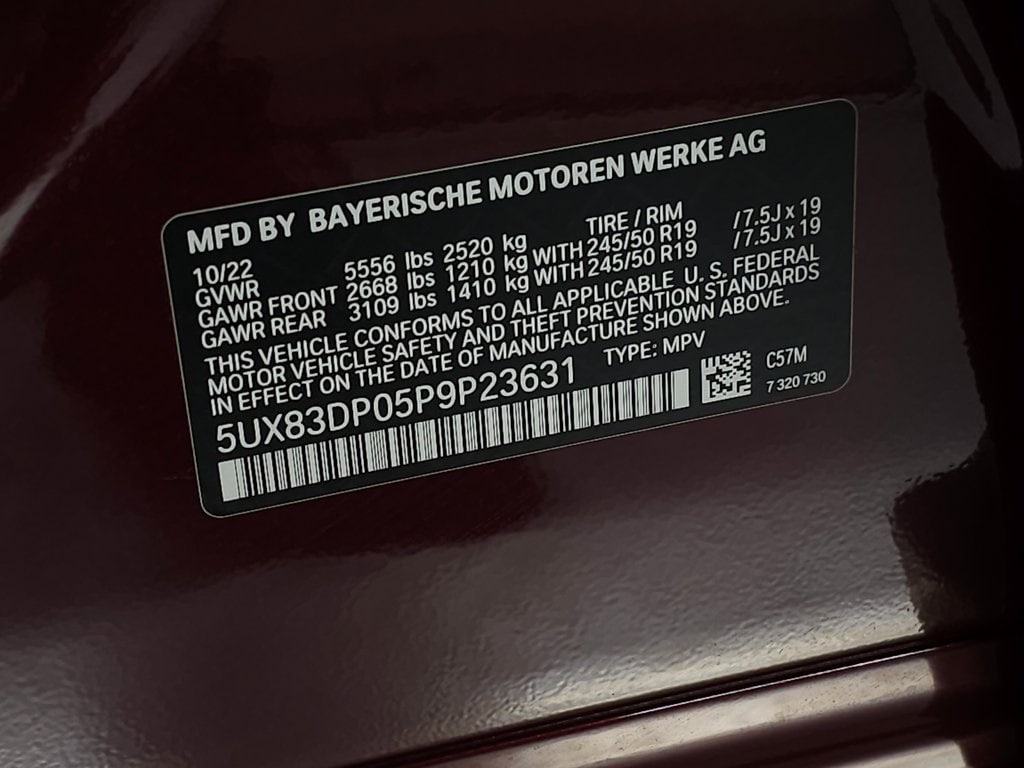 MFD BY BAYERISCHE MOTOREN WERKE AG
10/22 TIRE / RIM
GVWR 5556 lbs 2520 kg
GAWR FRONT 2668 lbs 1210 kg WITH 245/50 R19 /7.5J x 19
GAWR REAR 3109 lbs 1410 kg WITH 245/50 R19 /7.5J x 19
THIS VEHICLE CONFORMS TO ALL APPLICABLE U. S. FEDERAL
MOTOR VEHICLE SAFETY AND THEFT PREVENTION STANDARDS
IN EFFECT ON THE DATE OF MANUFACTURE SHOWN ABOVE.
5UX83DP05P9P23631 TYPE: MPV
C57M
7 320 730